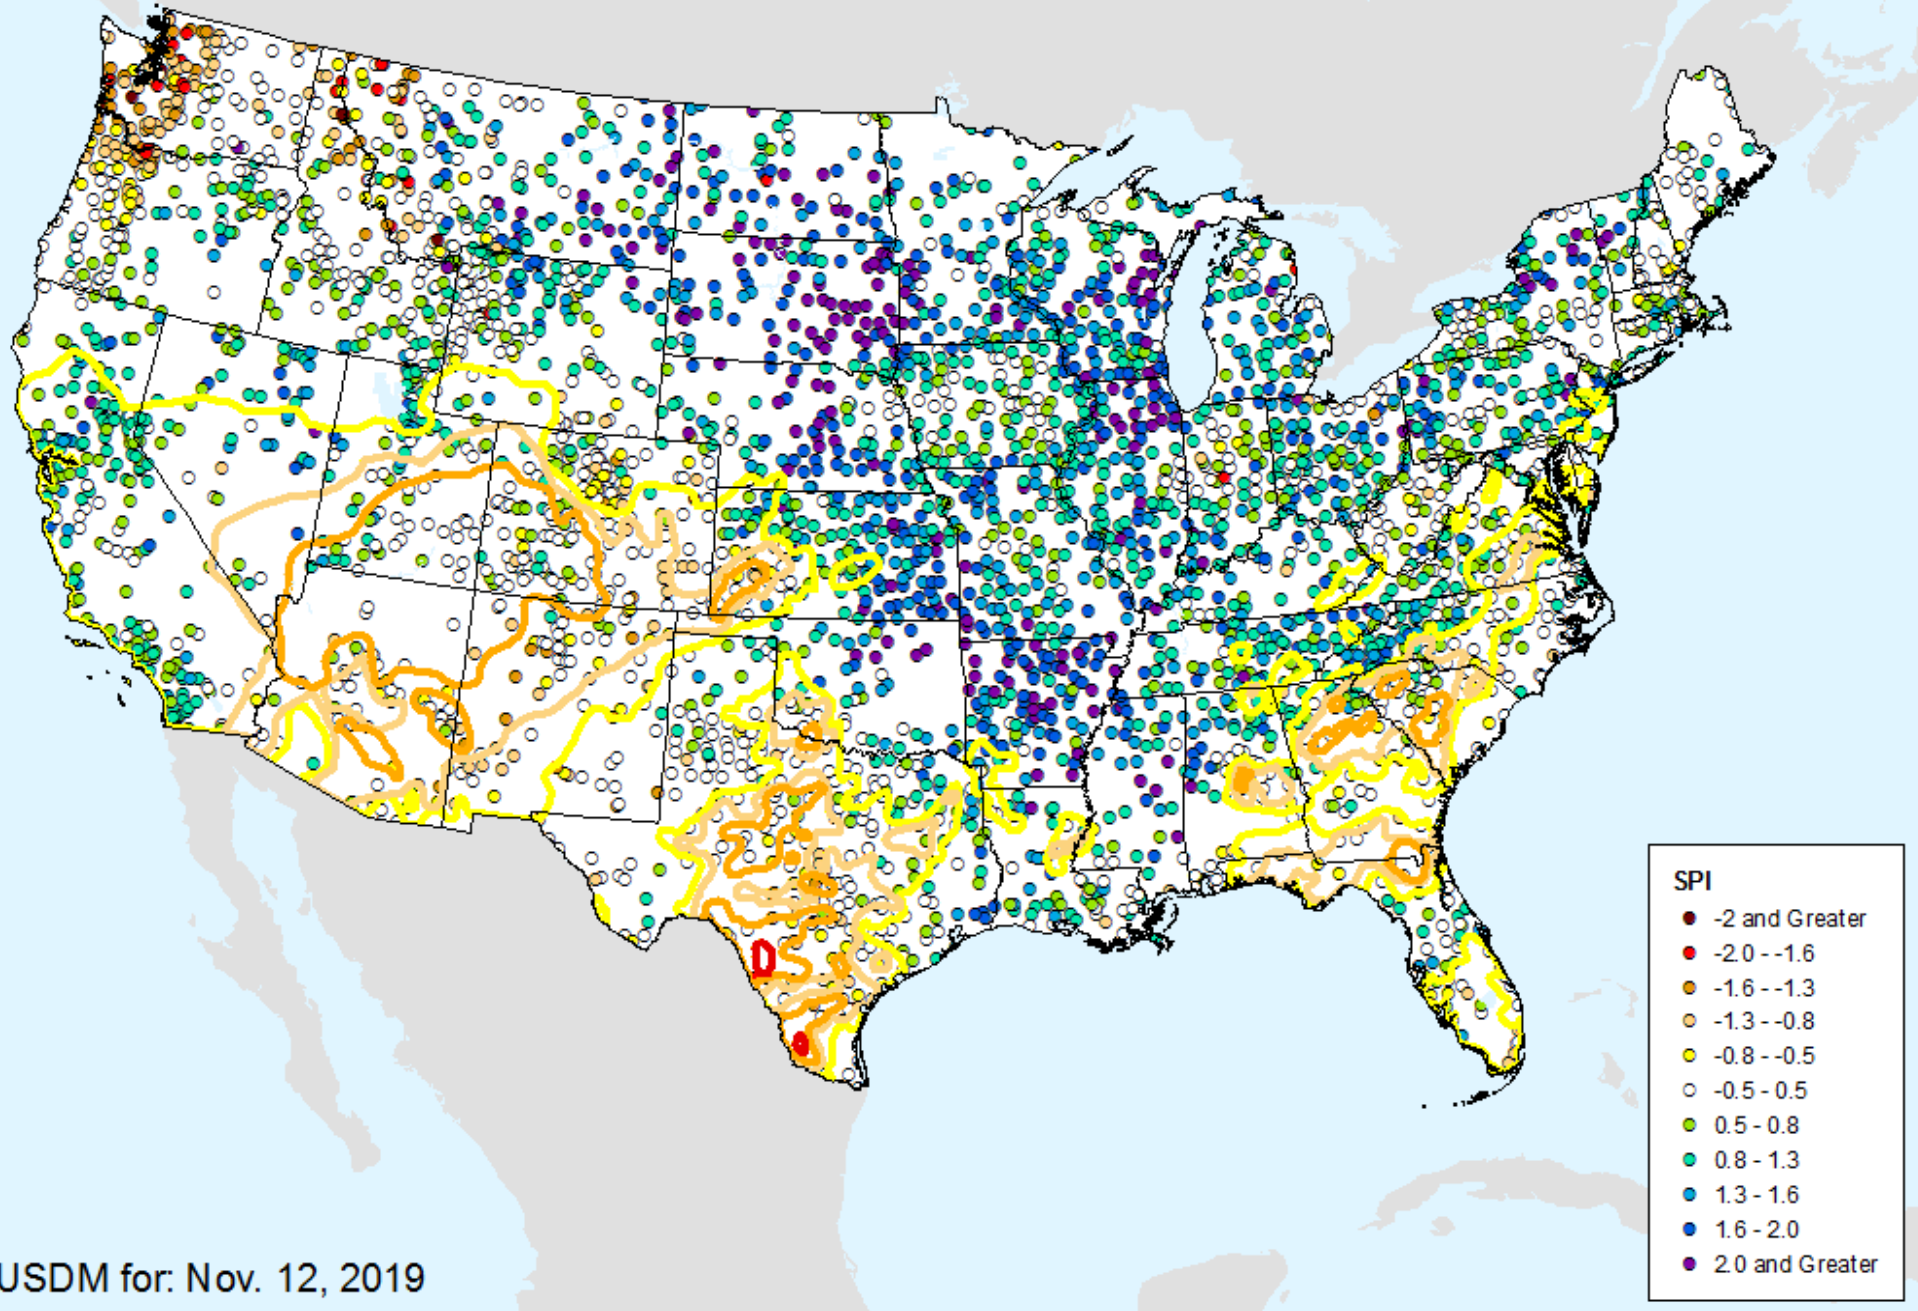 SPI
-2 and Greater
-2.0 - -1.6
-1.6 - -1.3
-1.3 - -0.8
-0.8 - -0.5
-0.5 - 0.5
0.5 - 0.8
0.8 - 1.3
1.3 - 1.6
1.6 - 2.0
2.0 and Greater
USDM for: Nov. 12, 2019